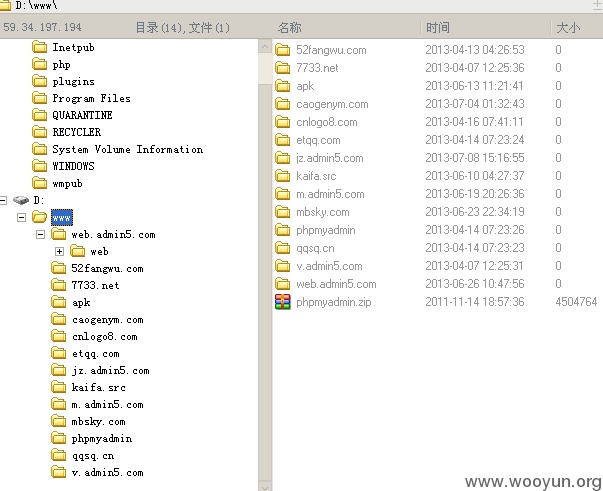 D:\www\
59.34.197.194 目录(14),文件(1) 名称 时间 大小
Inetpub
php
plugins
Program Files
QUARANTINE
RECYCLER
System Volume Information
WINDOWS
wmpub
D:
www
web.admin5.com
web
52fangwu.com
7733.net
apk
caogenym.com
cnlogo8.com
etqq.com
jz.admin5.com
kaifa.src
m.admin5.com
mbsky.com
phpmyadmin
qqsq.cn
v.admin5.com
52fangwu.com 2013-04-13 04:26:53 0
7733.net 2013-04-07 12:25:36 0
apk 2013-06-13 11:21:41 0
caogenym.com 2013-07-04 01:32:43 0
cnlogo8.com 2013-04-16 07:41:11 0
etqq.com 2013-04-14 07:23:24 0
jz.admin5.com 2013-07-08 15:16:55 0
kaifa.src 2013-06-10 04:27:37 0
m.admin5.com 2013-06-19 20:26:36 0
mbsky.com 2013-06-23 22:34:19 0
phpmyadmin 2013-04-14 07:23:26 0
qqsq.cn 2013-04-14 07:23:23 0
v.admin5.com 2013-04-07 12:25:31 0
web.admin5.com 2013-06-26 10:47:56 0
phpmyadmin.zip 2011-11-14 18:57:36 4504764
www.wooyun.org